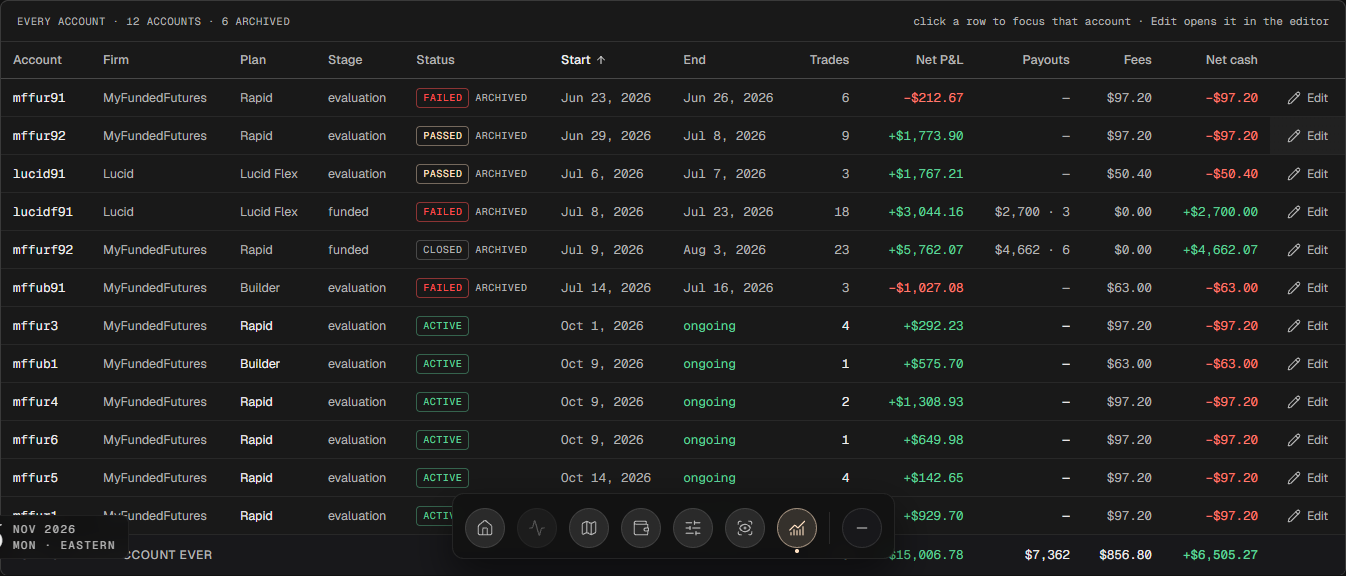 EVERY ACCOUNT · 12 ACCOUNTS · 6 ARCHIVED click a row to focus that account · Edit opens it in the editor
Account Firm Plan Stage Status Start ↑ End Trades Net P&L Payouts Fees Net cash
mffur91 MyFundedFutures Rapid evaluation FAILED ARCHIVED Jun 23, 2026 Jun 26, 2026 6 −$212.67 — $97.20 −$97.20 Edit
mffur92 MyFundedFutures Rapid evaluation PASSED ARCHIVED Jun 29, 2026 Jul 8, 2026 9 +$1,773.90 — $97.20 −$97.20 Edit
lucid91 Lucid Lucid Flex evaluation PASSED ARCHIVED Jul 6, 2026 Jul 7, 2026 3 +$1,767.21 — $50.40 −$50.40 Edit
lucidf91 Lucid Lucid Flex funded FAILED ARCHIVED Jul 8, 2026 Jul 23, 2026 18 +$3,044.16 $2,700 · 3 $0.00 +$2,700.00 Edit
mffurf92 MyFundedFutures Rapid funded CLOSED ARCHIVED Jul 9, 2026 Aug 3, 2026 23 +$5,762.07 $4,662 · 6 $0.00 +$4,662.07 Edit
mffub91 MyFundedFutures Builder evaluation FAILED ARCHIVED Jul 14, 2026 Jul 16, 2026 3 −$1,027.08 — $63.00 −$63.00 Edit
mffur3 MyFundedFutures Rapid evaluation ACTIVE Oct 1, 2026 ongoing 4 +$292.23 — $97.20 −$97.20 Edit
mffub1 MyFundedFutures Builder evaluation ACTIVE Oct 9, 2026 ongoing 1 +$575.70 — $63.00 −$63.00 Edit
mffur4 MyFundedFutures Rapid evaluation ACTIVE Oct 9, 2026 ongoing 2 +$1,308.93 — $97.20 −$97.20 Edit
mffur6 MyFundedFutures Rapid evaluation ACTIVE Oct 9, 2026 ongoing 1 +$649.98 — $97.20 −$97.20 Edit
mffur5 MyFundedFutures Rapid evaluation ACTIVE Oct 14, 2026 ongoing 4 +$142.65 — $97.20 −$97.20 Edit
mffur1 MyFundedFutures Rapid evaluation +$929.70 — $97.20 −$97.20 Edit
NOV 2026
MON · EASTERN
EVER $15,006.78 $7,362 $856.80 +$6,505.27